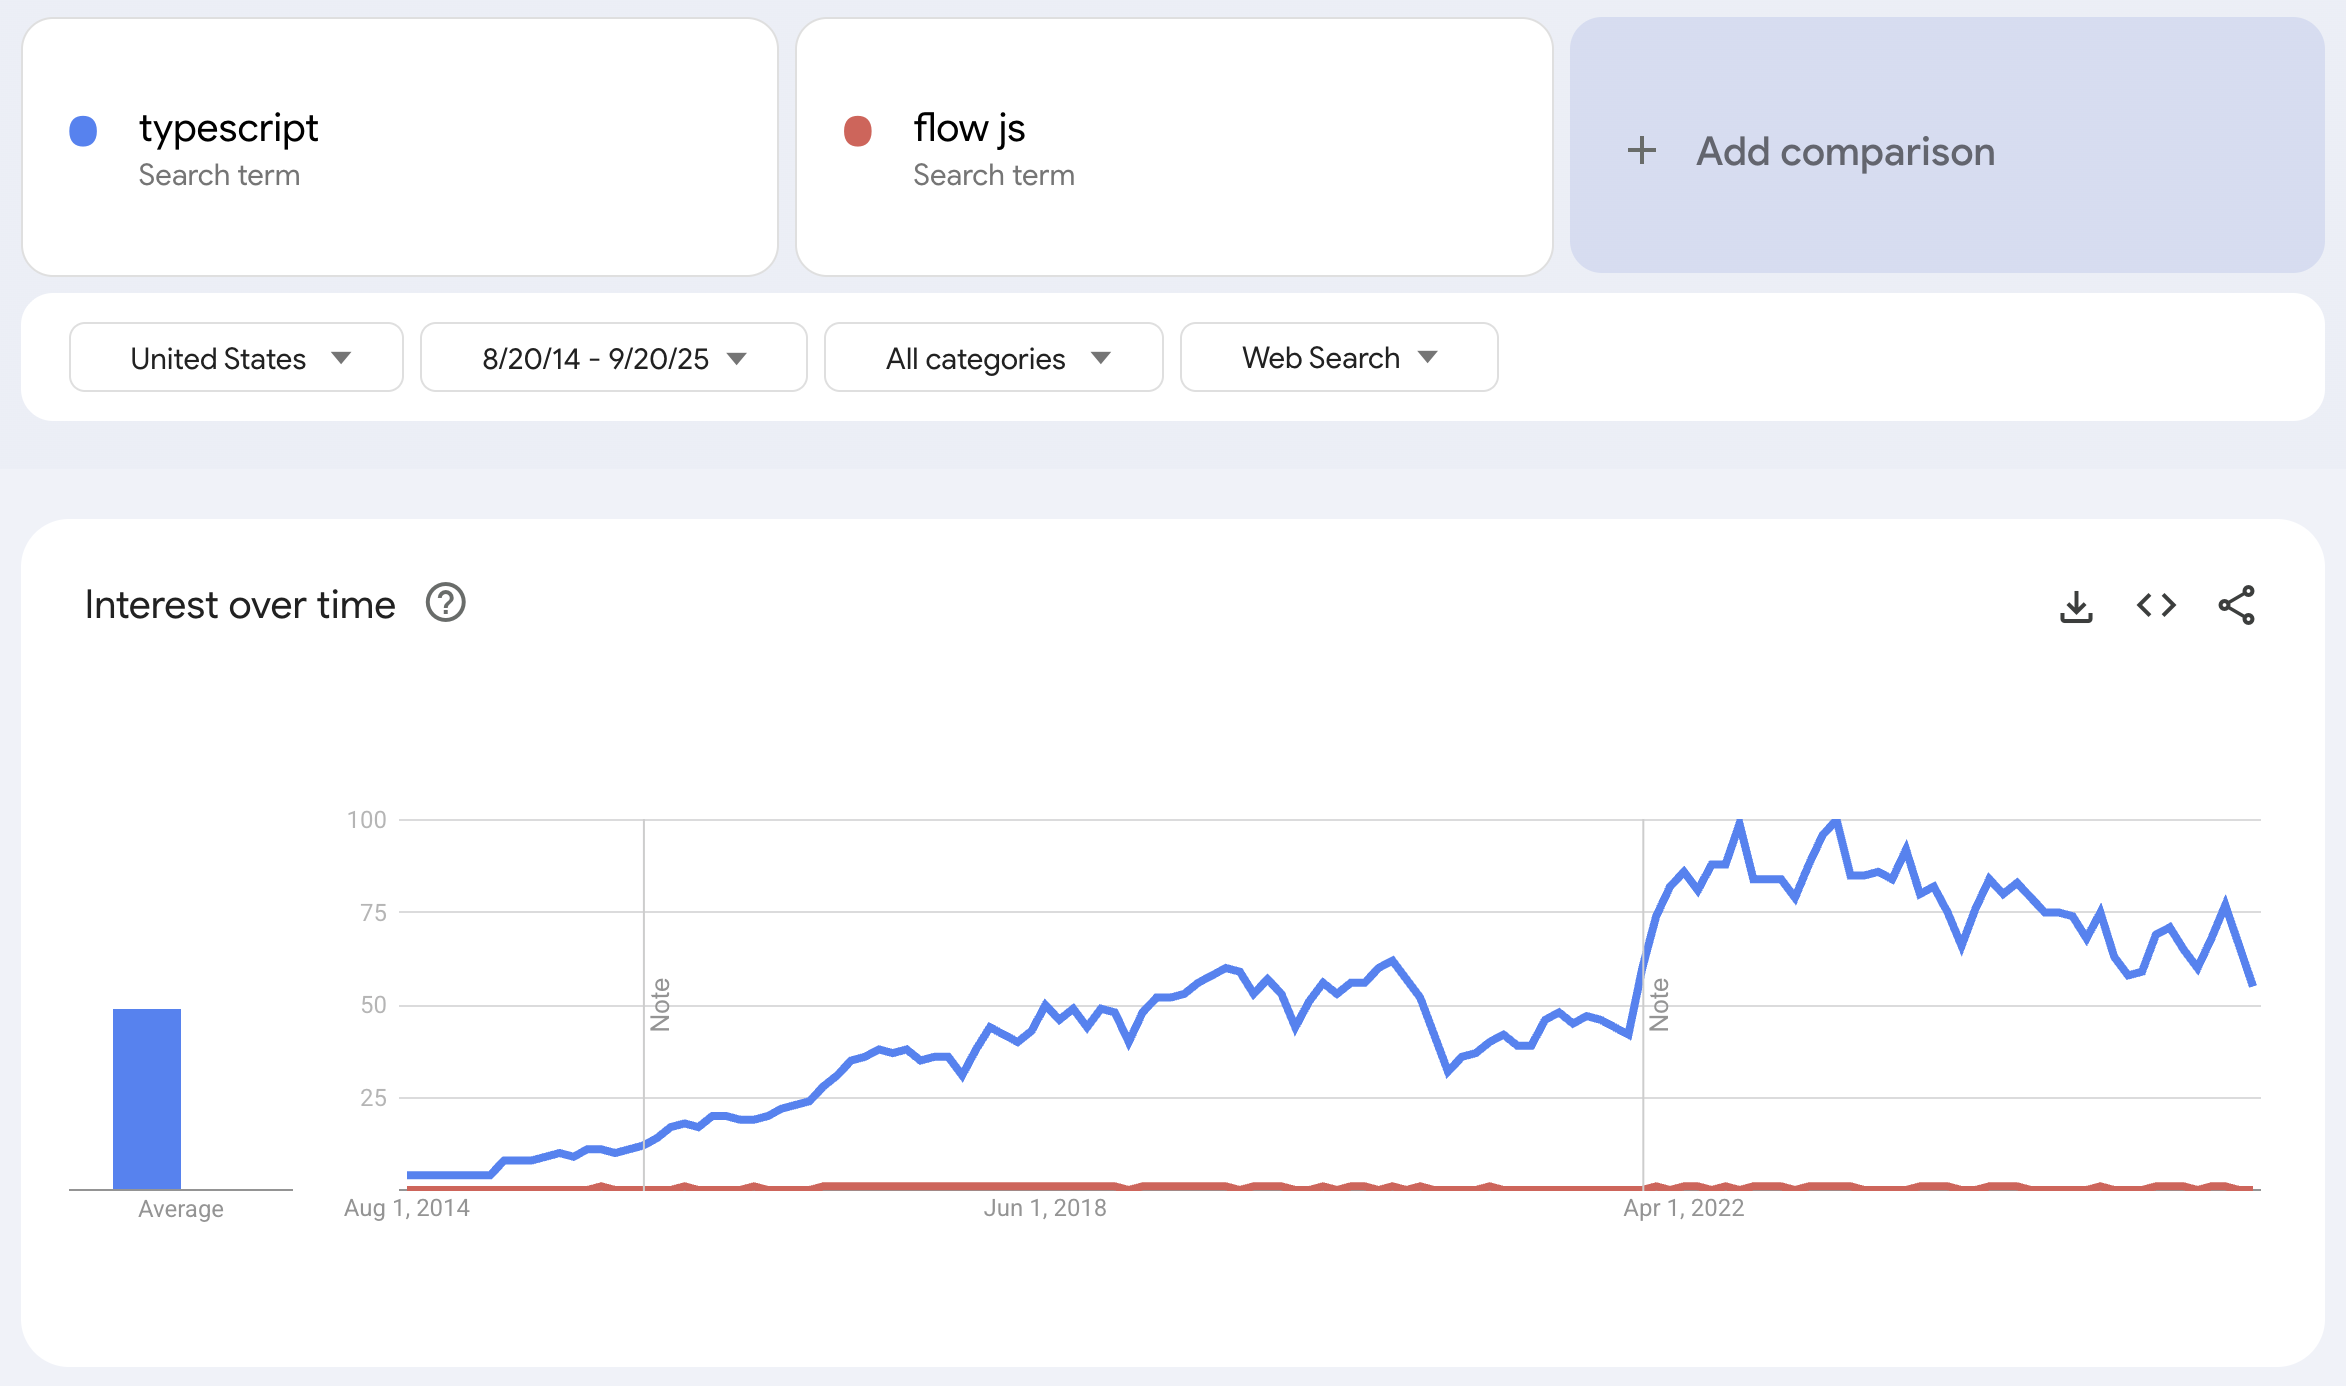 typescript
Search term
flow js
Search term
+ Add comparison
United States
8/20/14 - 9/20/25
All categories
Web Search
Interest over time
?
100
75
50
25
Note
Note
Average
Aug 1, 2014
Jun 1, 2018
Apr 1, 2022